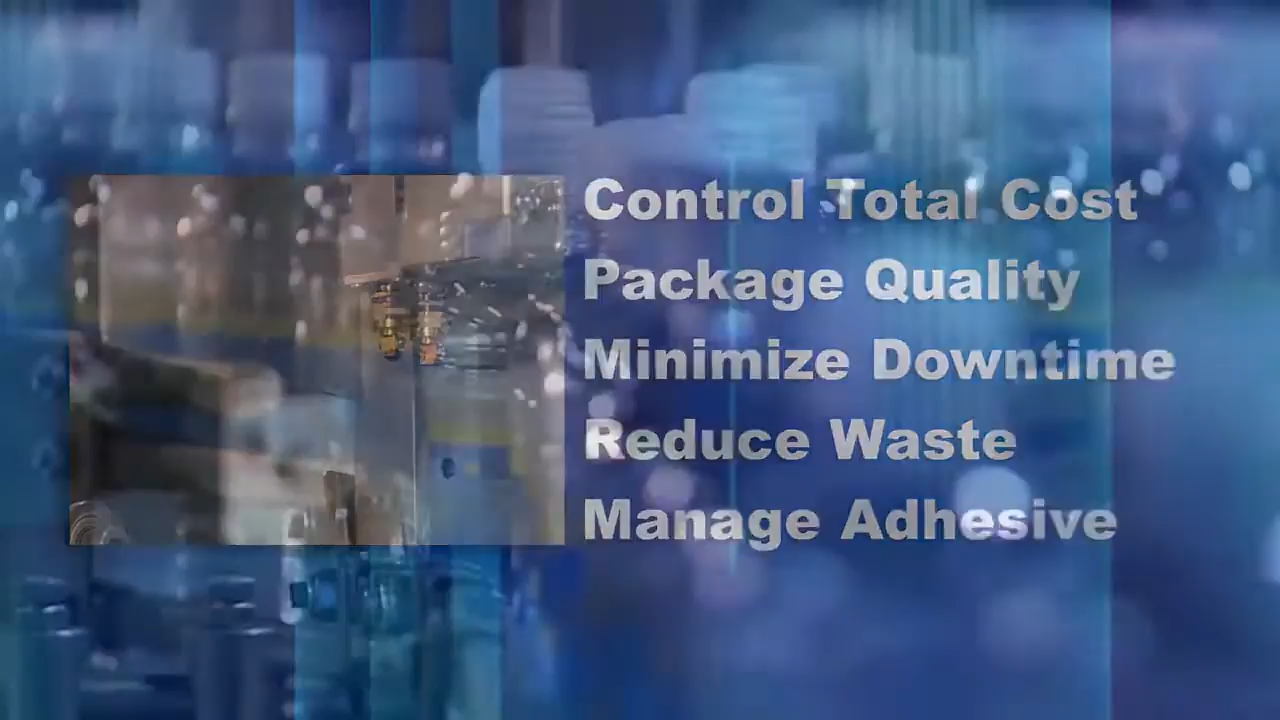 Control Total Cost
Package Quality
Minimize Downtime
Reduce Waste
Manage Adhesive